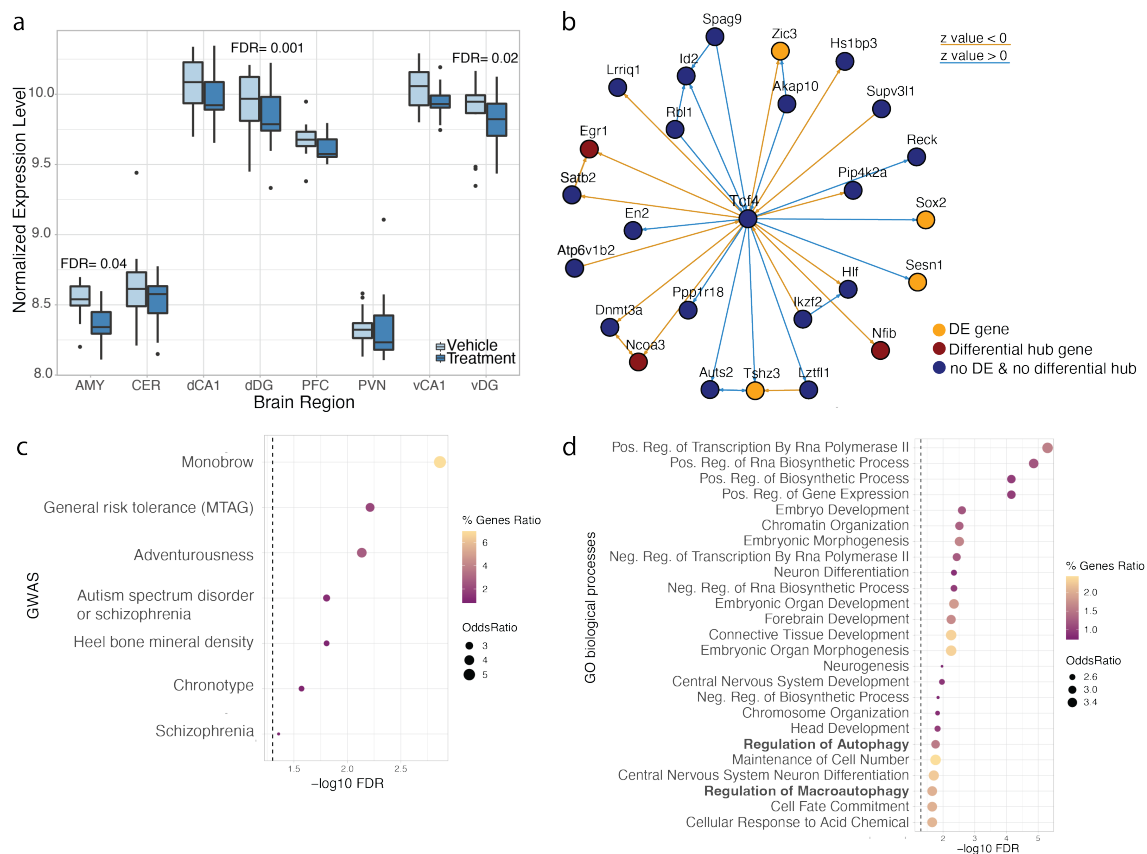 a
FDR= 0.001
FDR= 0.02
FDR= 0.04
Normalized Expression Level
10.0
9.5
9.0
8.5
8.0
Vehicle
Treatment
AMY CER dCA1 dDG PFC PVN vCA1 vDG
Brain Region
b
z value < 0
z value > 0
Spag9
Zic3
Hs1bp3
Id2
Lrriq1
Akap10
Supv3l1
Rbl1
Egr1
Reck
Satb2
Pip4k2a
Tcf4
Sox2
En2
Atp6v1b2
Sesn1
Hlf
Ppp1r18
Ikzf2
Dnmt3a
Nfib
Ncoa3
Auts2
Tshz3
Lztfl1
DE gene
Differential hub gene
no DE & no differential hub
c
GWAS
Monobrow
General risk tolerance (MTAG)
Adventurousness
Autism spectrum disorder
or schizophrenia
Heel bone mineral density
Chronotype
Schizophrenia
1.5 2.0 2.5
−log10 FDR
% Genes Ratio
6
4
2
OddsRatio
3
4
5
d
GO biological processes
Pos. Reg. of Transcription By Rna Polymerase II
Pos. Reg. of Rna Biosynthetic Process
Pos. Reg. of Biosynthetic Process
Pos. Reg. of Gene Expression
Embryo Development
Chromatin Organization
Embryonic Morphogenesis
Neg. Reg. of Transcription By Rna Polymerase II
Neuron Differentiation
Neg. Reg. of Rna Biosynthetic Process
Embryonic Organ Development
Forebrain Development
Connective Tissue Development
Embryonic Organ Morphogenesis
Neurogenesis
Central Nervous System Development
Neg. Reg. of Biosynthetic Process
Chromosome Organization
Head Development
Regulation of Autophagy
Maintenance of Cell Number
Central Nervous System Neuron Differentiation
Regulation of Macroautophagy
Cell Fate Commitment
Cellular Response to Acid Chemical
2 3 4 5
−log10 FDR
% Genes Ratio
2.0
1.5
1.0
OddsRatio
2.6
3.0
3.4